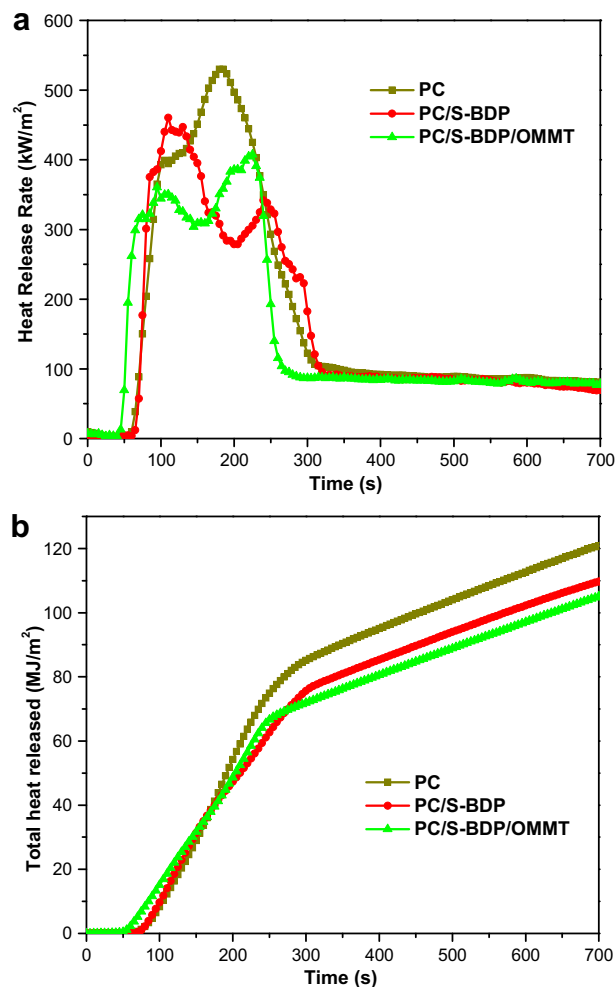 a
600
500
400
300
200
100
0
Heat Release Rate (kW/m²)
PC
PC/S-BDP
PC/S-BDP/OMMT
0 100 200 300 400 500 600 700
Time (s)
b
120
100
80
60
40
20
0
Total heat released (MJ/m²)
PC
PC/S-BDP
PC/S-BDP/OMMT
0 100 200 300 400 500 600 700
Time (s)